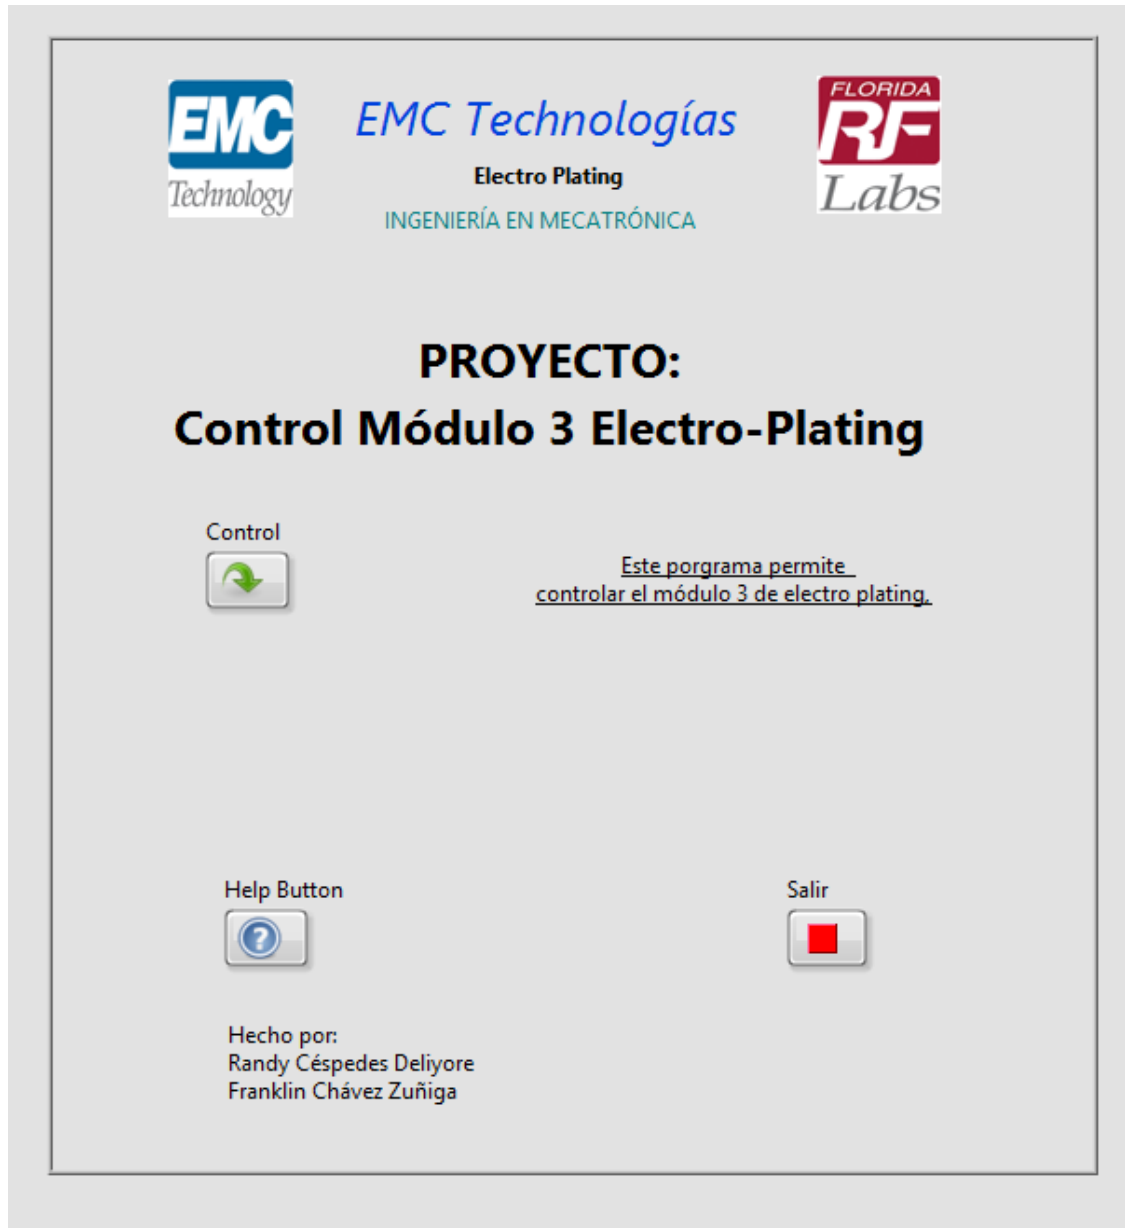 EMC
Technology
EMC Technologías
Electro Plating
INGENIERÍA EN MECATRÓNICA
FLORIDA
RF
Labs
PROYECTO:
Control Módulo 3 Electro-Plating
Control
Este porgrama permite
controlar el módulo 3 de electro plating.
Help Button
?
Salir
Hecho por:
Randy Céspedes Deliyore
Franklin Chávez Zuñiga